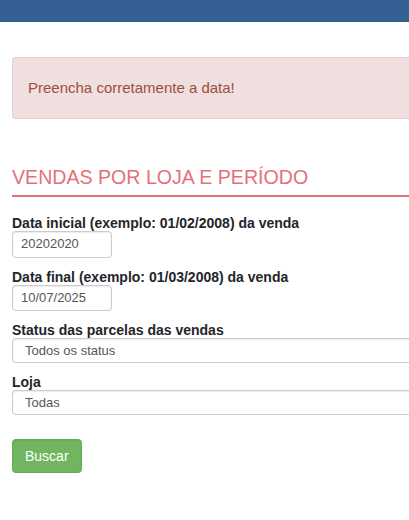 Preencha corretamente a data!
VENDAS POR LOJA E PERÍODO
Data inicial (exemplo: 01/02/2008) da venda
20202020
Data final (exemplo: 01/03/2008) da venda
10/07/2025
Status das parcelas das vendas
Todos os status
Loja
Todas
Buscar